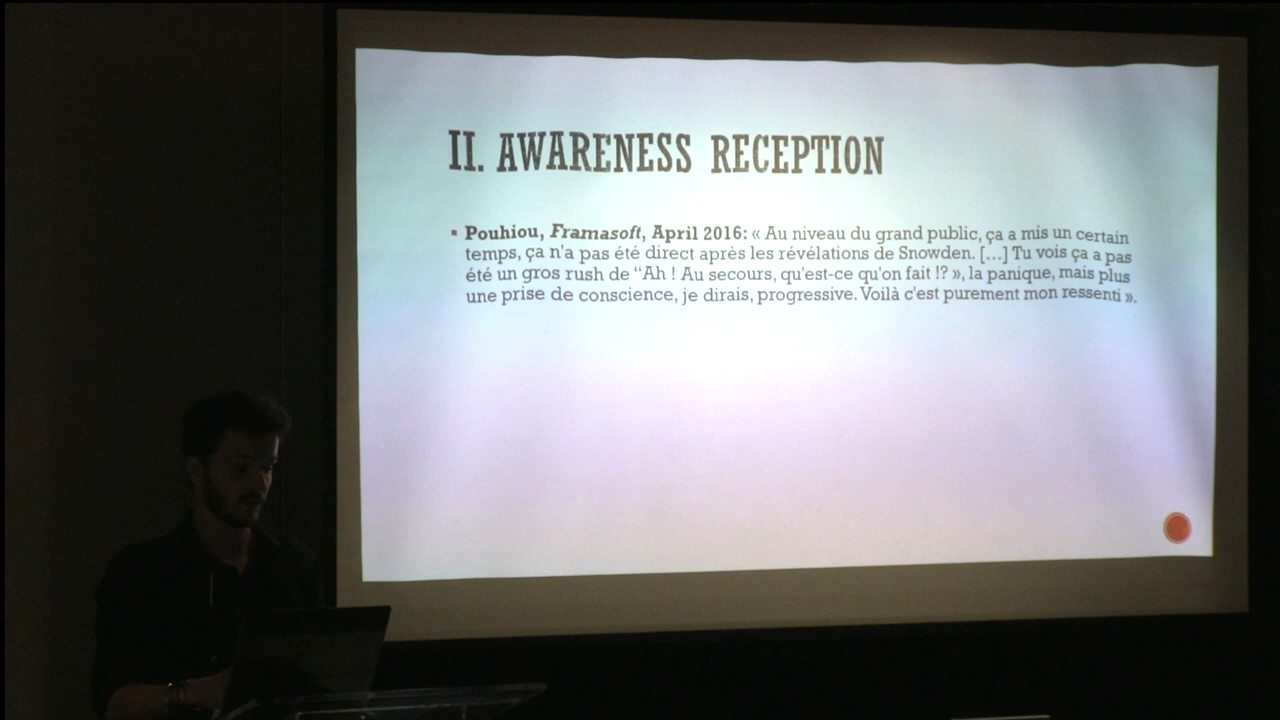 II. AWARENESS RECEPTION
Pouhiou, Framasoft, April 2016: « Au niveau du grand public, ça a mis un certain
temps, ça n'a pas été direct après les révélations de Snowden. [...] Tu vois ça a pas
été un gros rush de "Ah ! Au secours, qu'est-ce qu'on fait !? », la panique, mais plus
une prise de conscience, je dirais, progressive. Voilà c'est purement mon ressenti ».